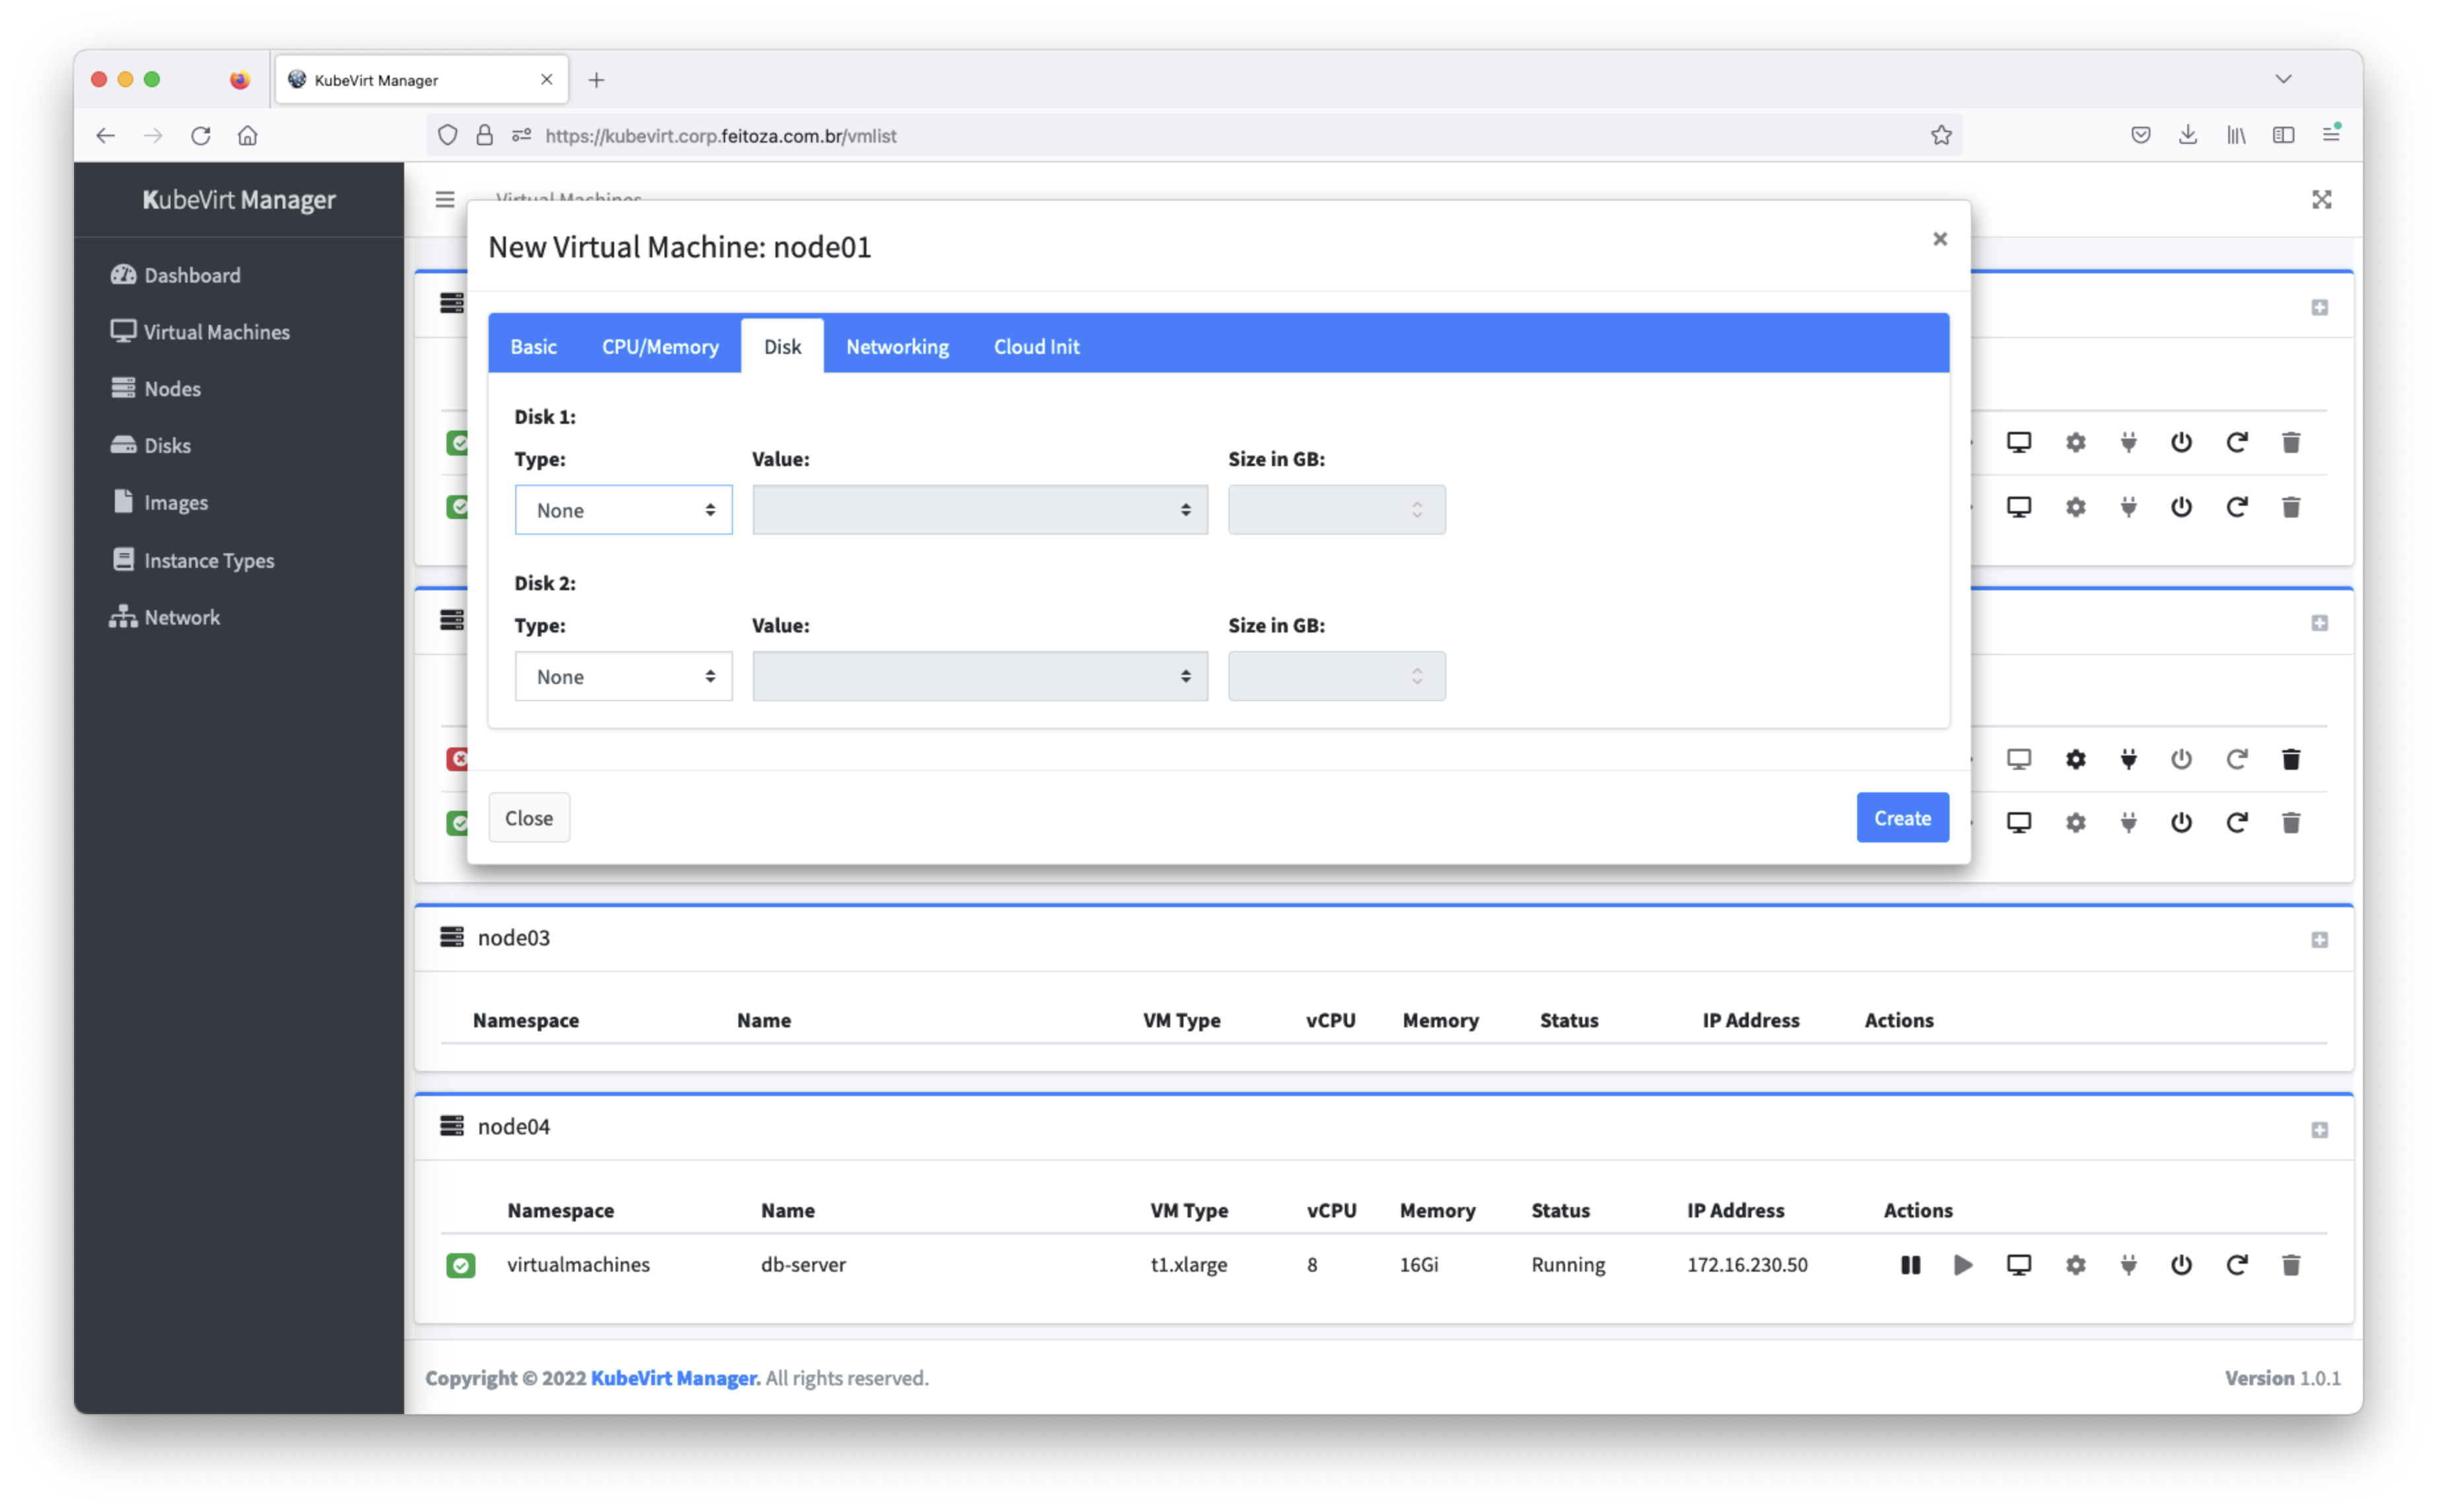 KubeVirt Manager
https://kubevirt.corp.feitoza.com.br/vmlist
KubeVirt Manager
Virtual Machines
Dashboard
Virtual Machines
Nodes
Disks
Images
Instance Types
Network
New Virtual Machine: node01
Basic CPU/Memory Disk Networking Cloud Init
Disk 1:
Type: Value: Size in GB:
None
Disk 2:
Type: Value: Size in GB:
None
Close Create
node03
Namespace Name VM Type vCPU Memory Status IP Address Actions
node04
Namespace Name VM Type vCPU Memory Status IP Address Actions
virtualmachines db-server t1.xlarge 8 16Gi Running 172.16.230.50
Copyright © 2022 KubeVirt Manager. All rights reserved. Version 1.0.1